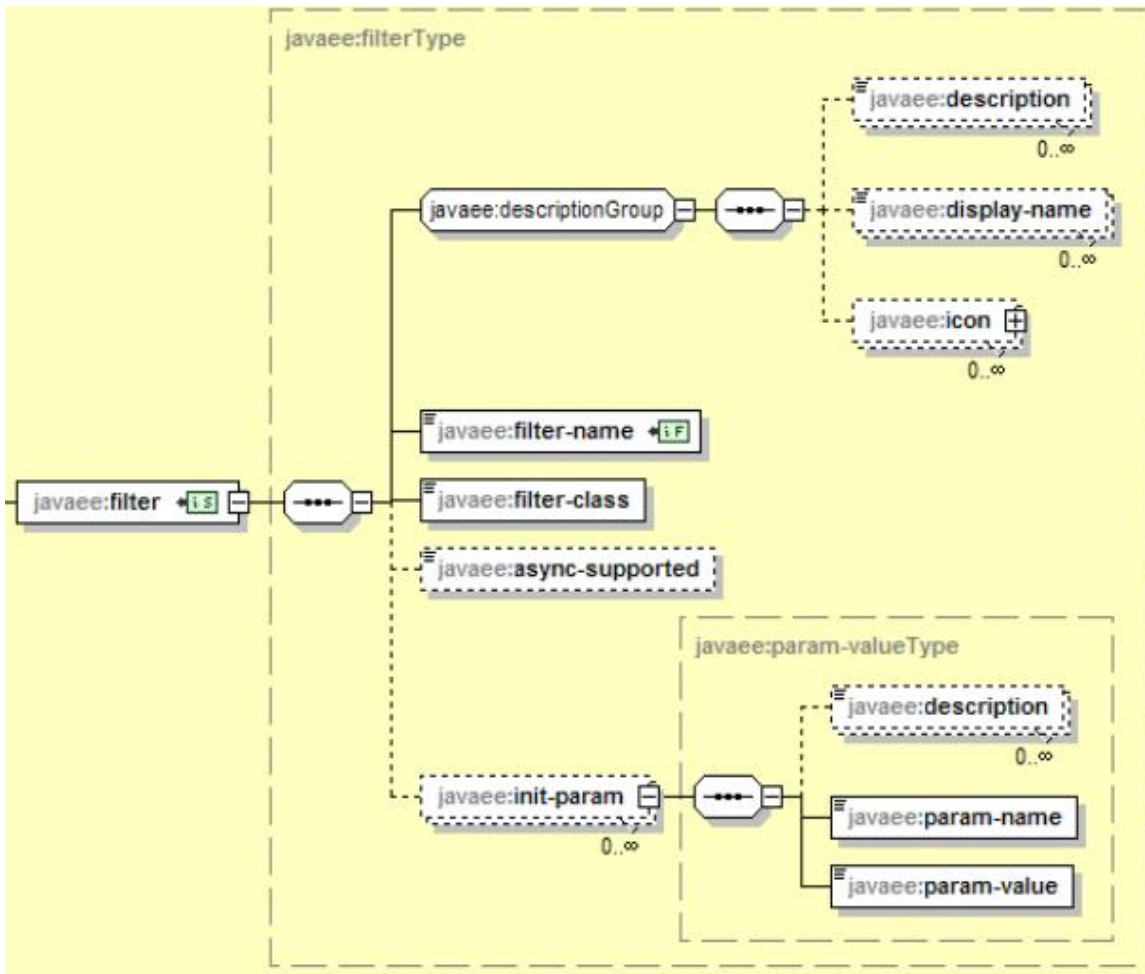 javaee:filterType
javaee:description
0..∞
javaee:descriptionGroup
javaee:display-name
0..∞
javaee:icon
0..∞
javaee:filter-name iF
javaee:filter iS
javaee:filter-class
javaee:async-supported
javaee:param-valueType
javaee:description
0..∞
javaee:init-param
0..∞
javaee:param-name
javaee:param-value